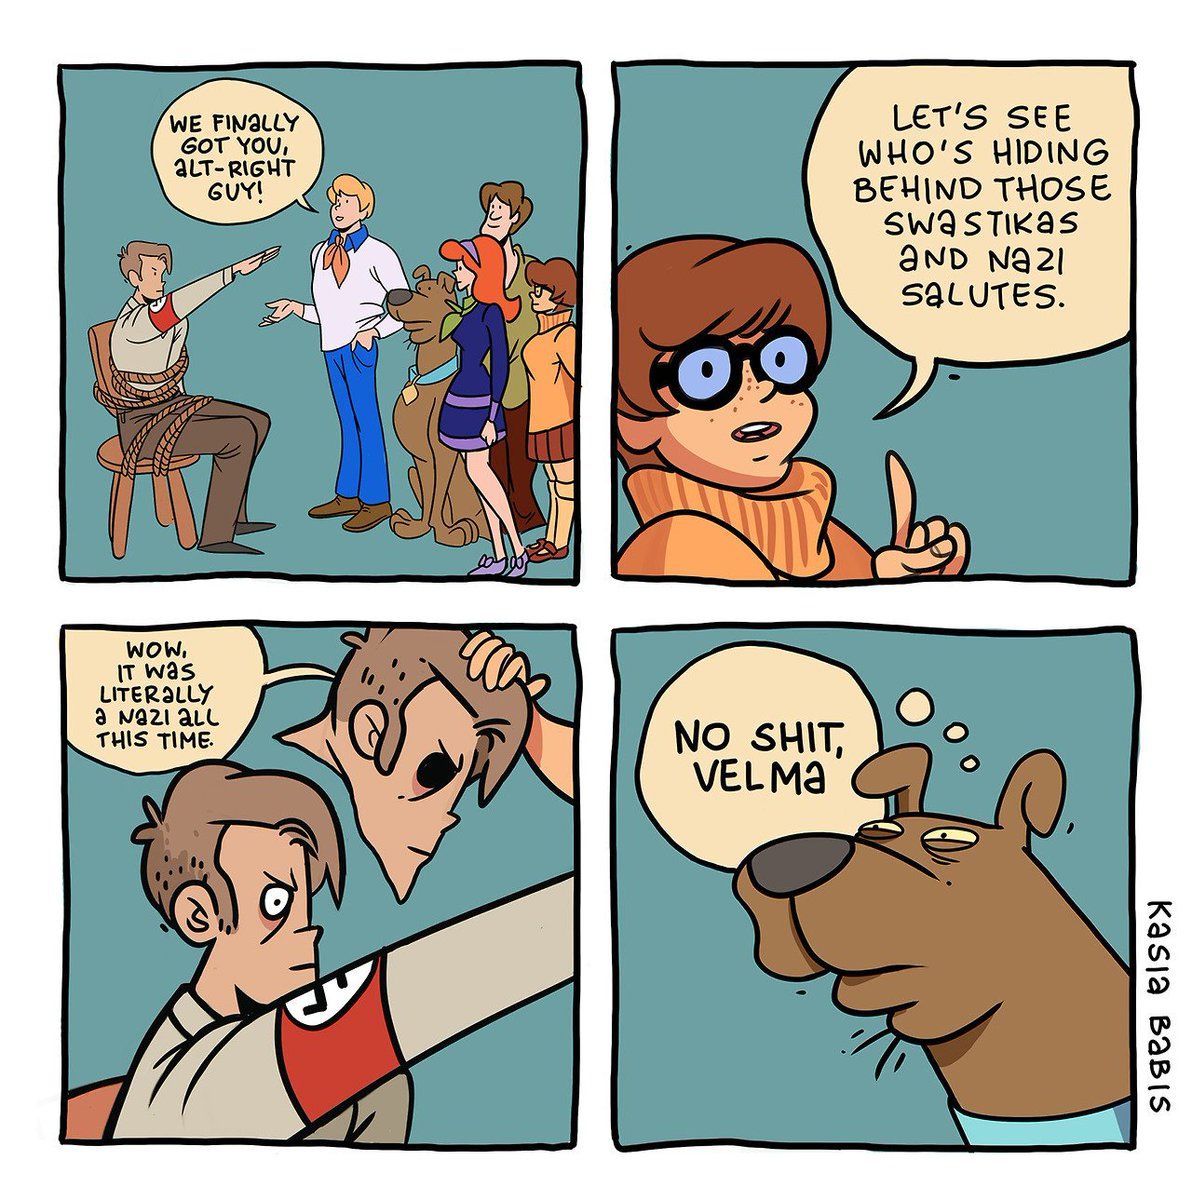 WE FINALLY
GOT YOU,
ALT-RIGHT
GUY!
LET'S SEE
WHO'S HIDING
BEHIND THOSE
SWASTIKAS
AND NAZI
SALUTES.
WOW,
IT WAS
LITERALLY
A NAZI ALL
THIS TIME.
NO SHIT,
VELMA
KASIA BABIS